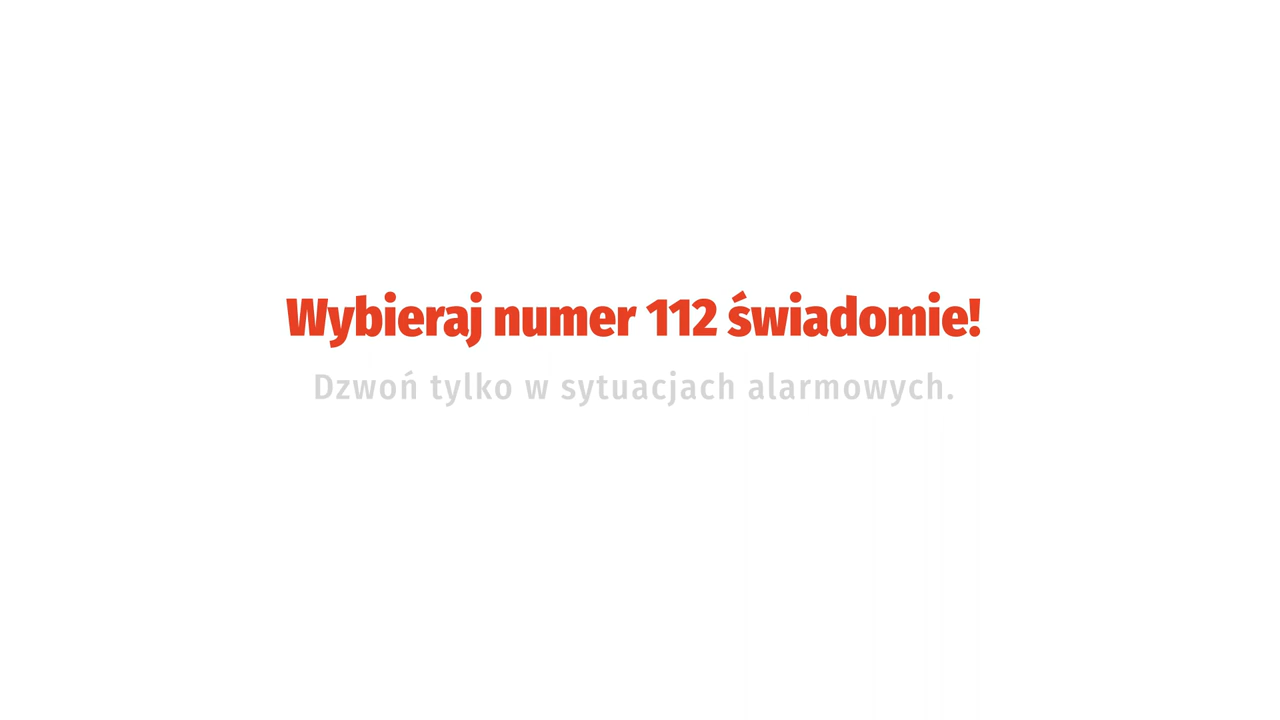 Wybieraj numer 112 świadomie!
Dzwoń tylko w sytuacjach alarmowych.